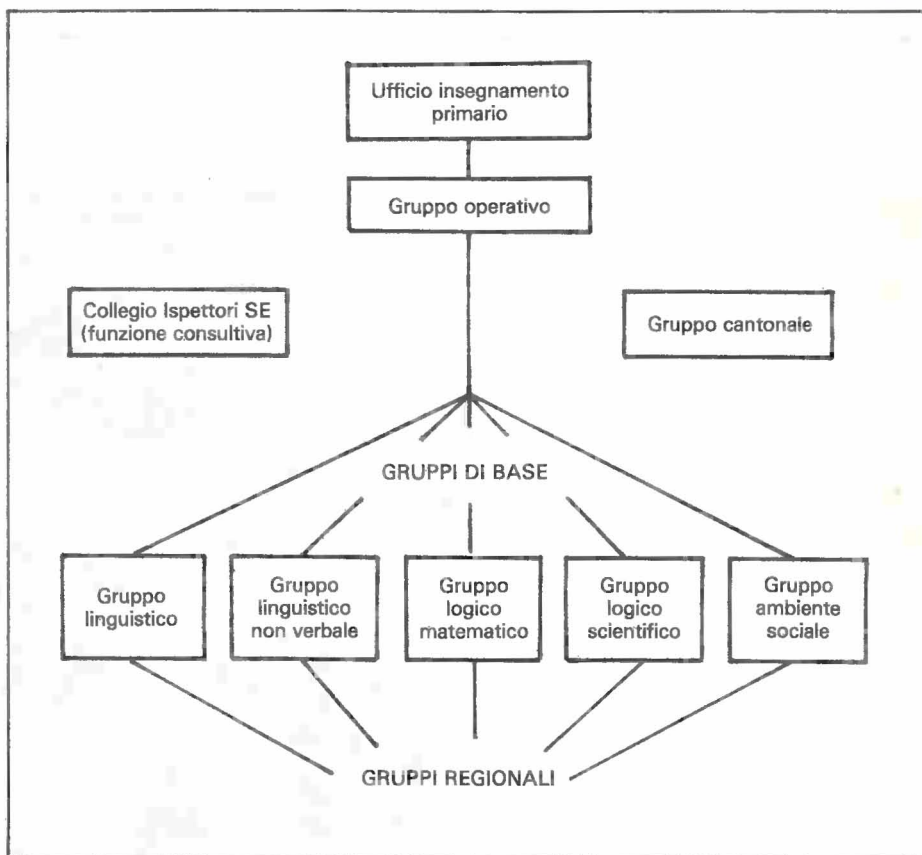 Ufficio insegnamento
primario
Gruppo operativo
Collegio Ispettori SE
(funzione consultiva)
Gruppo cantonale
GRUPPI DI BASE
Gruppo
linguistico
Gruppo
linguistico
non verbale
Gruppo
logico
matematico
Gruppo
logico
scientifico
Gruppo
ambiente
sociale
GRUPPI REGIONALI